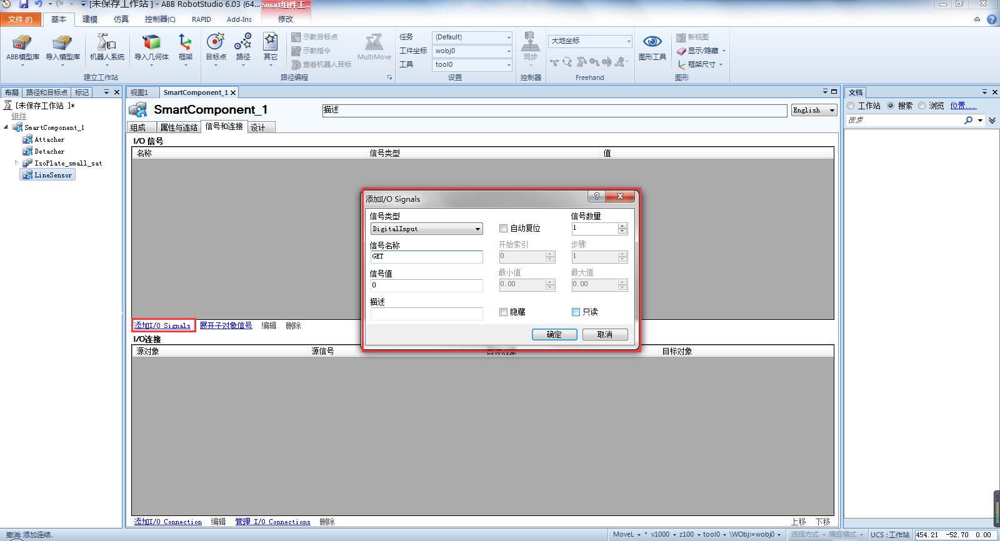 [未保存工作站 ] - ABB RobotStudio 6.03 (64...
Smart组件工...
文件(F)
基本
建模
仿真
控制器(C)
RAPID
Add-Ins
修改
ABB模型库
导入模型库
机器人系统
导入几何体
框架
目标点
路径
其它
示教目标点
示教指令
查看机器人目标
MultiMove
任务
(Default)
工件坐标
wobj0
工具
tool0
同步
大地坐标
图形工具
新视图
显示/隐藏
框架尺寸
建立工作站
路径编程
设置
控制器
Freehand
图形
布局
路径和目标点
标记
[未保存工作站 ]*
组件
SmartComponent_1
Attacher
Detacher
IsoPlate_small_sat
LineSensor
视图1
SmartComponent_1
SmartComponent_1
描述
English
组成
属性与连结
信号和连接
设计
I/O 信号
名称
信号类型
值
添加I/O Signals
信号类型
DigitalInput
自动复位
信号数量
1
信号名称
GET
开始索引
0
步骤
1
信号值
0
最小值
0.00
最大值
0.00
描述
隐藏
只读
确定
取消
添加I/O Signals
展开子对象信号
编辑
删除
I/O连接
源对象
源信号
目标对象
目标对象
添加I/O Connection
编辑
管理 I/O Connections
删除
上移
下移
文档
工作站
搜索
浏览
位置...
搜索
撤消:添加连结.
MoveL
* v1000
z100
tool0
\WObj:=wobj0
选择方式
捕捉模式
UCS : 工作站
454.21 -52.70 0.00